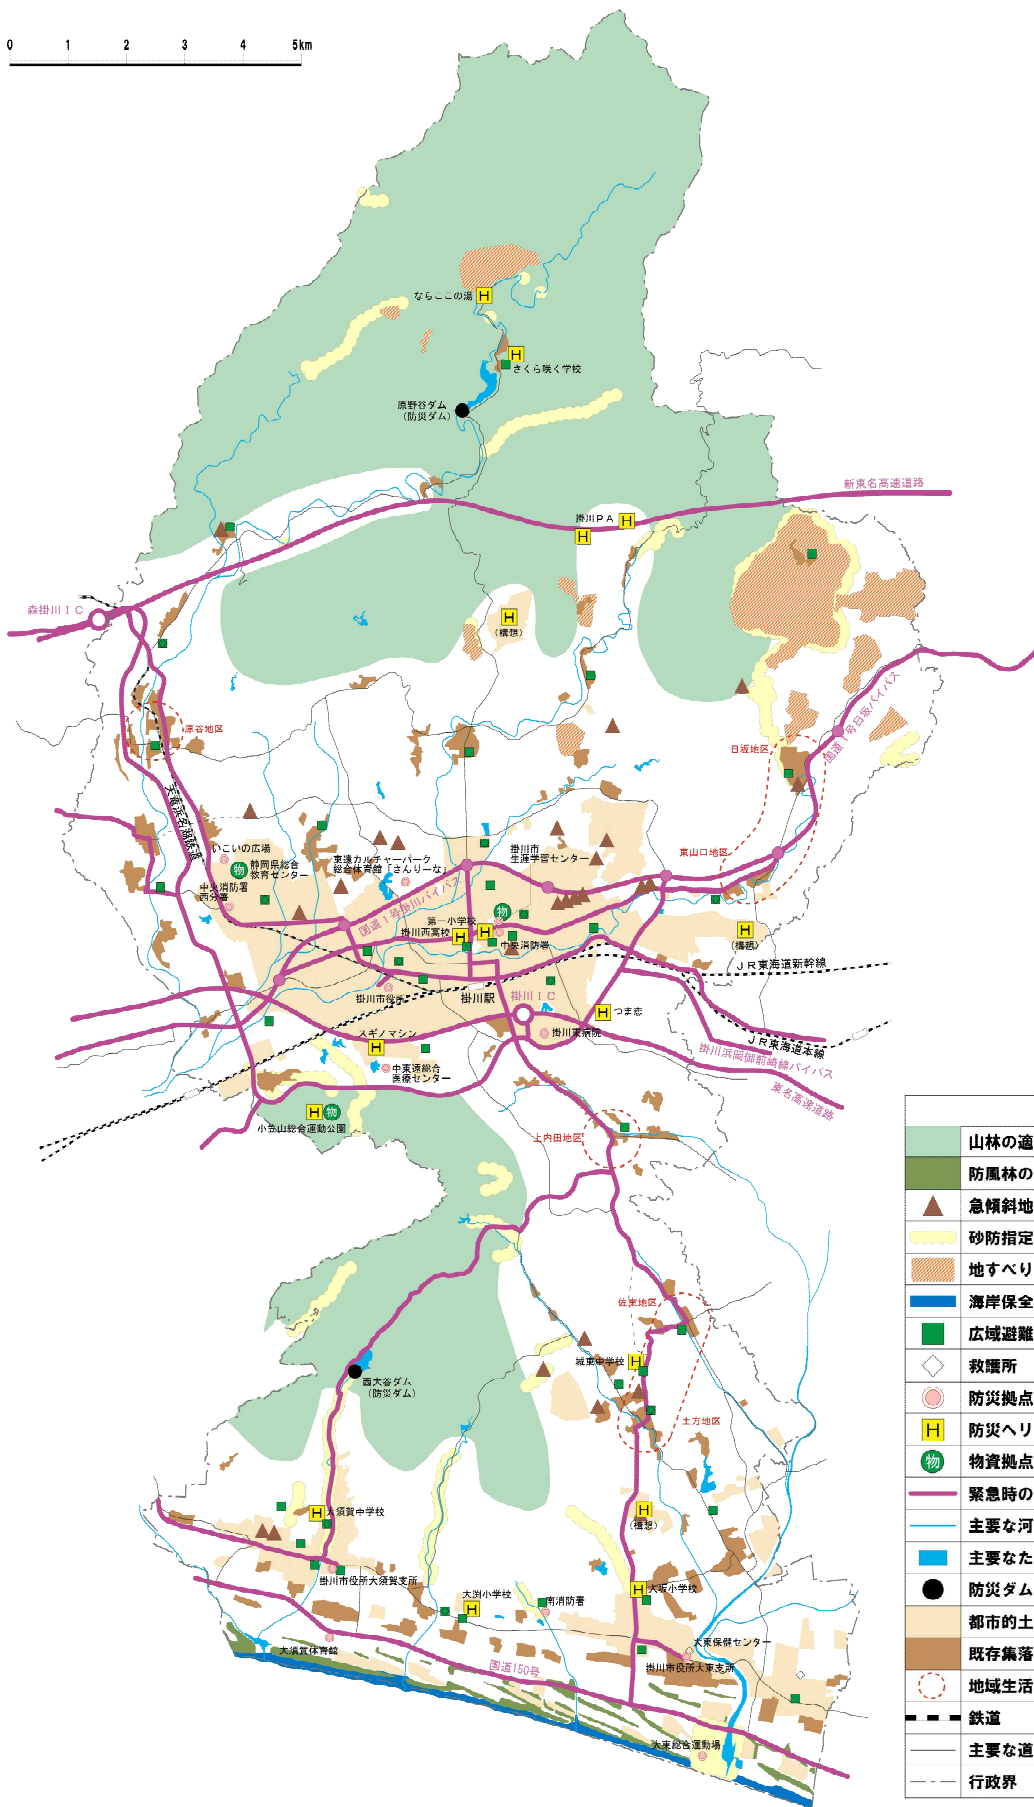 0 1 2 3 4 5km
ならここの湯
さくら咲く学校
原野谷ダム
(防災ダム)
新東名高速道路
掛川PA
森掛川IC
(構想)
原谷地区
国道1号日坂バイパス
日坂地区
天竜浜名湖鉄道
いこいの広場
物
静岡県総合
教育センター
中央消防署
西分署
東遠カルチャーパーク
総合体育館「さんりーな」
掛川市
生涯学習センター
東山口地区
国道1号掛川バイパス
物
第一小学校
掛川西高校
中央消防署
(構想)
JR東海道新幹線
掛川市役所
掛川駅
掛川IC
つま恋
スギノマシン
掛川東病院
JR東海道本線
掛川浜岡御前崎線バイパス
東名高速道路
中東遠総合
医療センター
物
小笠山総合運動公園
上内田地区
佐束地区
城東中学校
西大谷ダム
(防災ダム)
土方地区
大須賀中学校
(構想)
掛川市役所大須賀支所
大渕小学校
南消防署
大坂小学校
大須賀体育館
国道150号
大東保健センター
掛川市役所大東支所
大東総合運動場
山林の適
防風林の
急傾斜地
砂防指定
地すべり
海岸保全
広域避難
救護所
防災拠点
H 防災ヘリ
物 物資拠点
緊急時の
主要な河
主要なた
防災ダム
都市的土
既存集落
地域生活
鉄道
主要な道
行政界